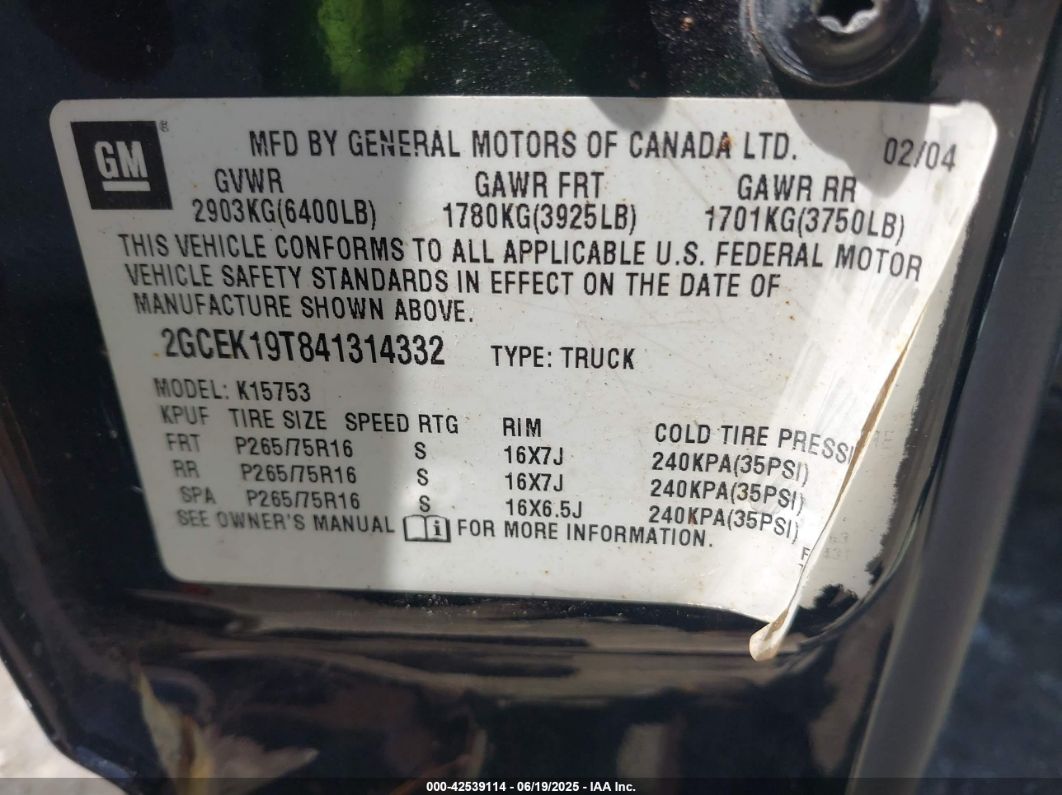 GM ®
MFD BY GENERAL MOTORS OF CANADA LTD. 02/04
GVWR GAWR FRT GAWR RR
2903KG(6400LB) 1780KG(3925LB) 1701KG(3750LB)
THIS VEHICLE CONFORMS TO ALL APPLICABLE U.S. FEDERAL MOTOR
VEHICLE SAFETY STANDARDS IN EFFECT ON THE DATE OF
MANUFACTURE SHOWN ABOVE.
2GCEK19T841314332 TYPE: TRUCK
MODEL: K15753
KPUF TIRE SIZE SPEED RTG RIM COLD TIRE PRESS
FRT P265/75R16 S 16X7J 240KPA(35PSI)
RR P265/75R16 S 16X7J 240KPA(35PSI)
SPA P265/75R16 S 16X6.5J 240KPA(35PSI)
SEE OWNER'S MANUAL i FOR MORE INFORMATION.
000-42539114 - 06/19/2025 - IAA Inc.